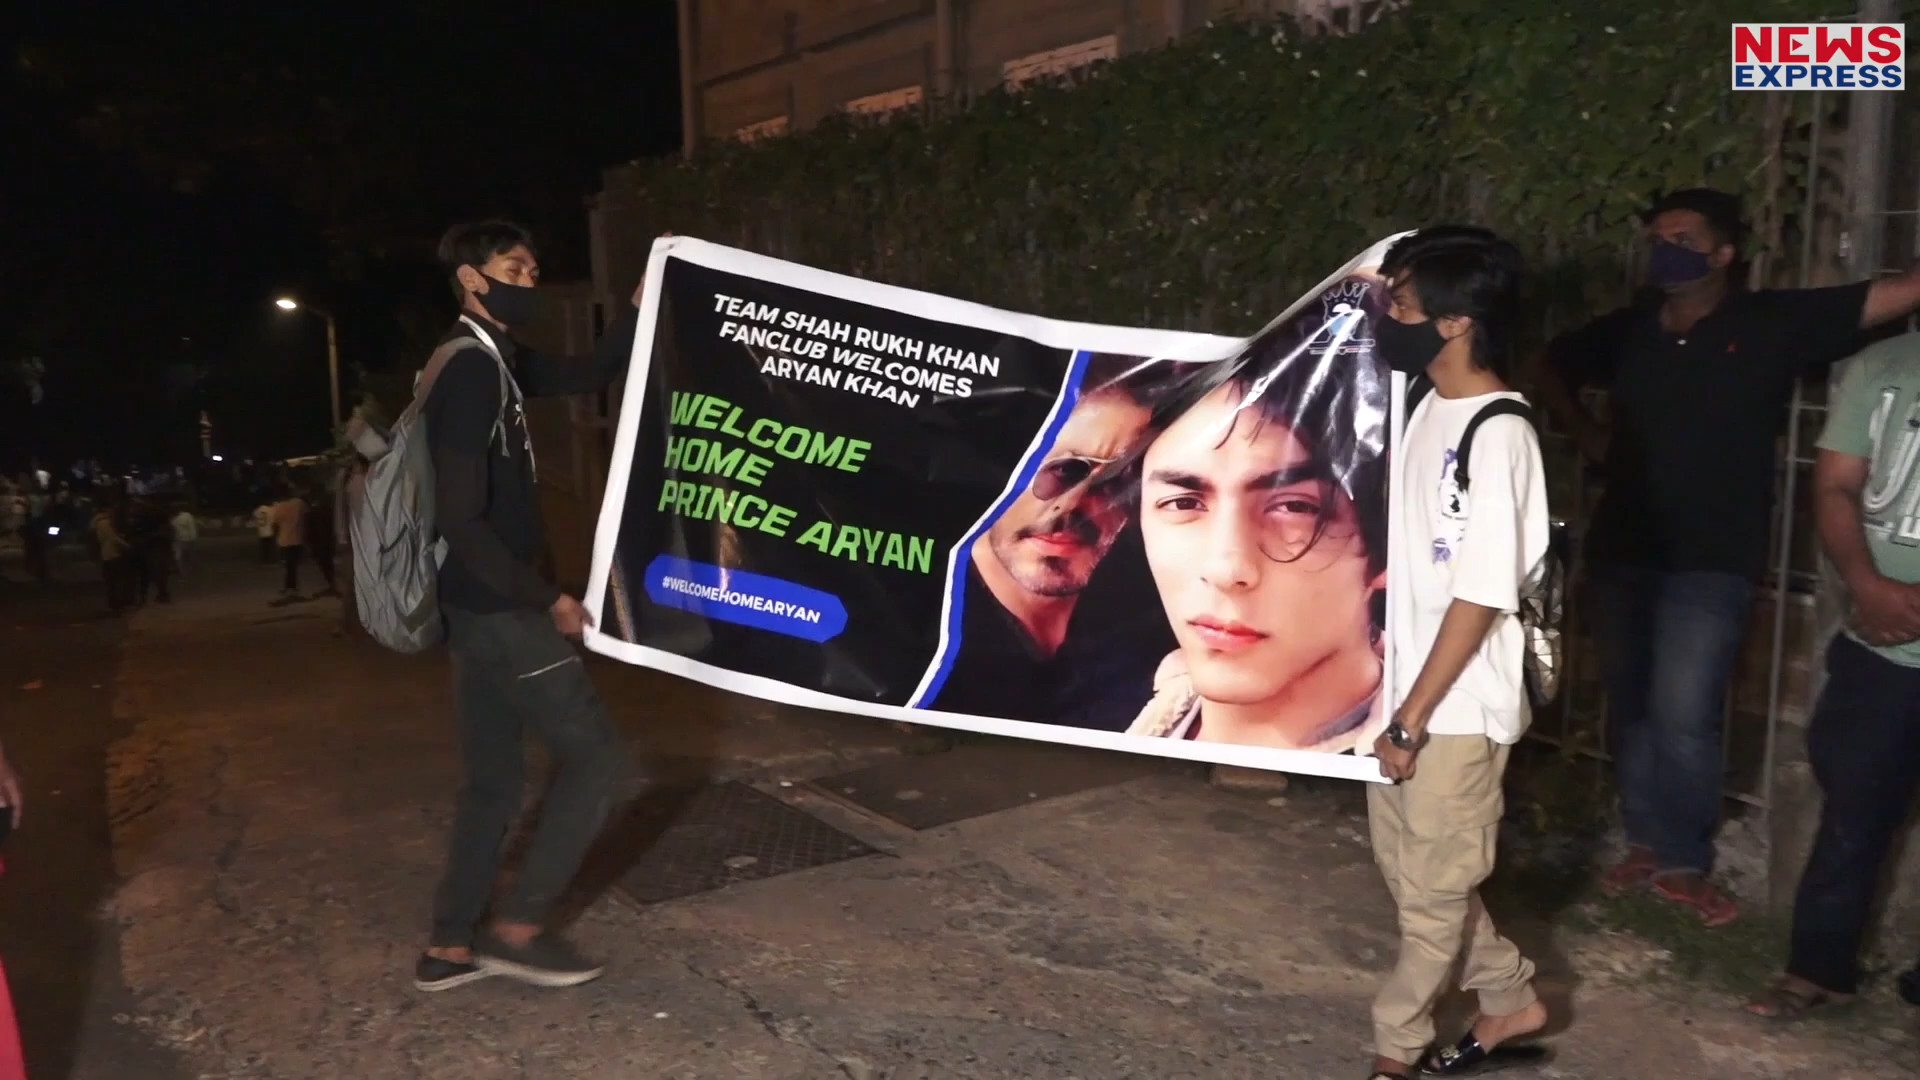 NEWS
EXPRESS
TEAM SHAH RUKH KHAN
FANCLUB WELCOMES
ARYAN KHAN
WELCOME
HOME
PRINCE ARYAN
#WELCOMEHOMEARYAN